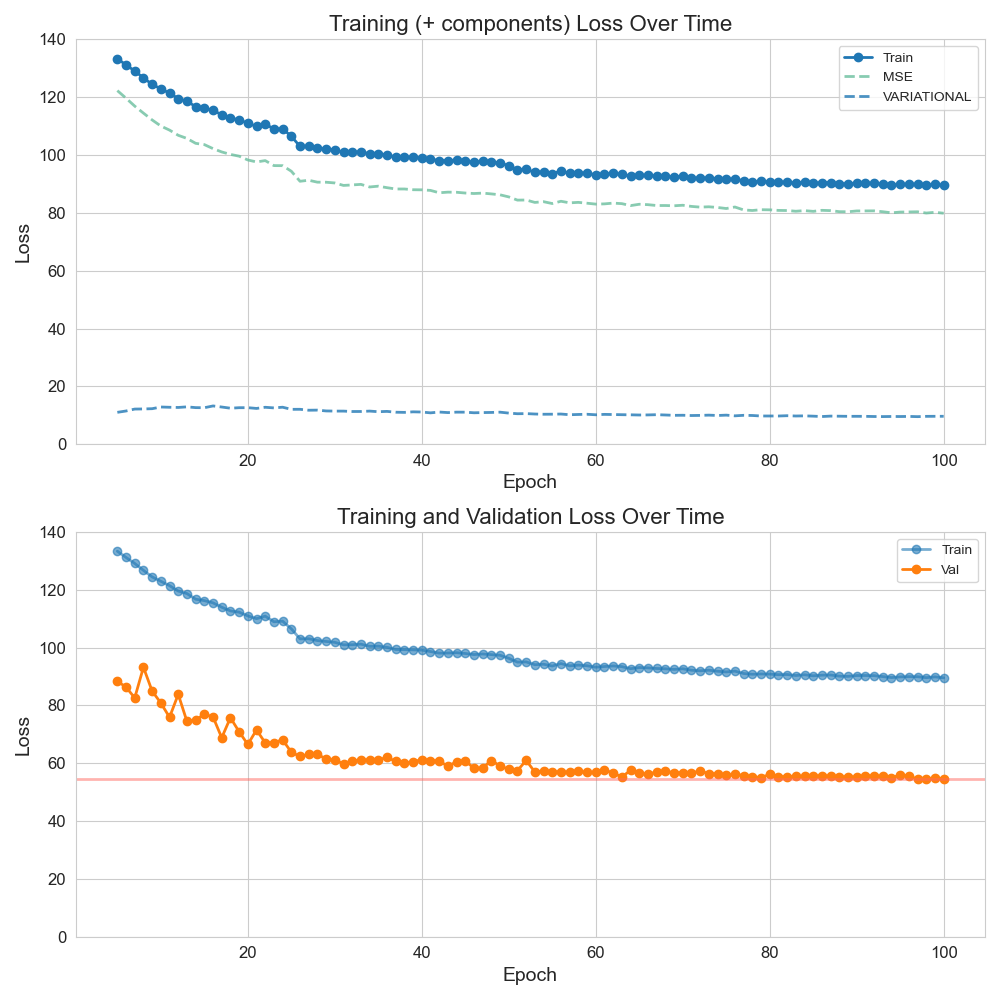 Training (+ components) Loss Over Time
140
120
100
80
60
40
20
0
Loss
Train
MSE
VARIATIONAL
20 40 60 80 100
Epoch
Training and Validation Loss Over Time
140
120
100
80
60
40
20
0
Loss
Train
Val
20 40 60 80 100
Epoch